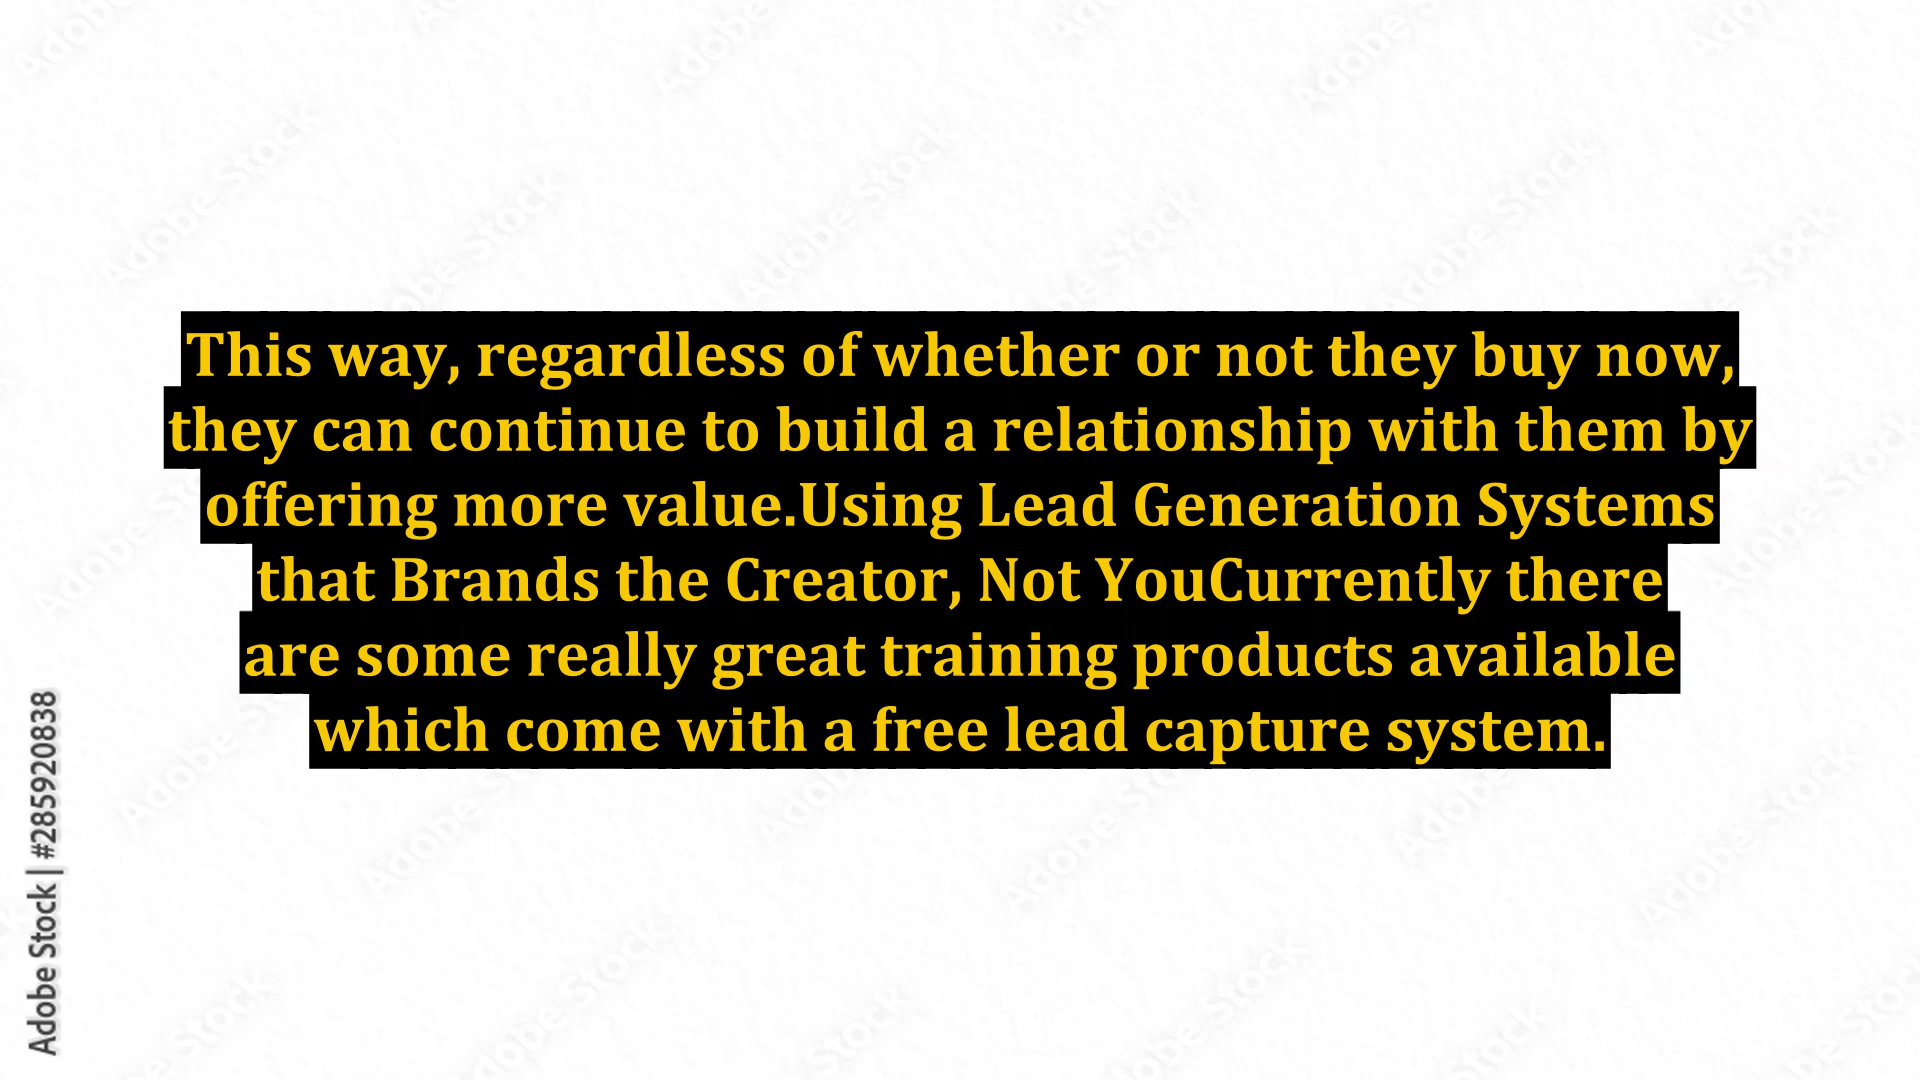 This way, regardless of whether or not they buy now,
they can continue to build a relationship with them by
offering more value.Using Lead Generation Systems
that Brands the Creator, Not YouCurrently there
are some really great training products available
which come with a free lead capture system.
Adobe Stock | #285920838